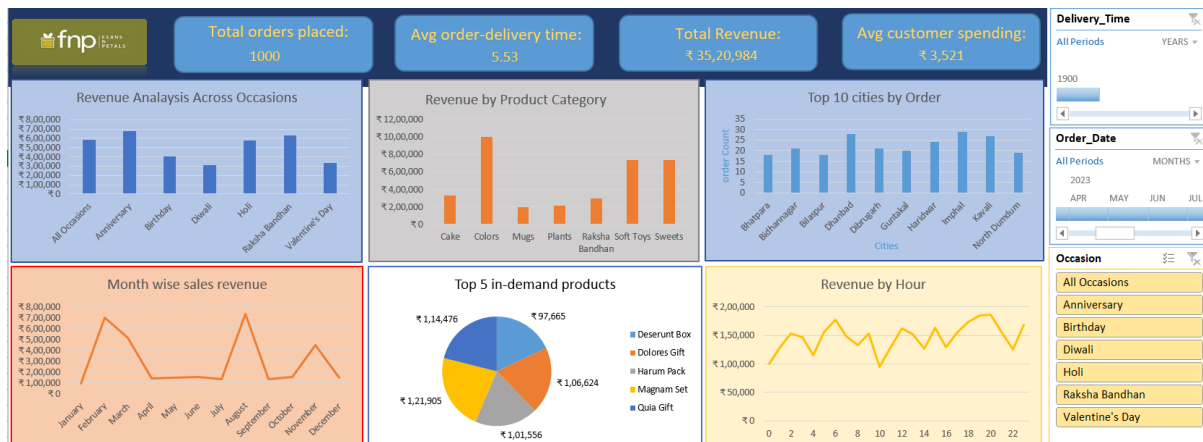 fnp FERNS N PETALS
Total orders placed:
1000
Avg order-delivery time:
5.53
Total Revenue:
₹ 35,20,984
Avg customer spending:
₹ 3,521
Delivery_Time
All Periods
YEARS
1900
Revenue Analaysis Across Occasions
₹ 8,00,000
₹ 7,00,000
₹ 6,00,000
₹ 5,00,000
₹ 4,00,000
₹ 3,00,000
₹ 2,00,000
₹ 1,00,000
₹ 0
All Occasions
Anniversary
Birthday
Diwali
Holi
Raksha Bandhan
Valentine's Day
Revenue by Product Category
₹ 12,00,000
₹ 10,00,000
₹ 8,00,000
₹ 6,00,000
₹ 4,00,000
₹ 2,00,000
₹ 0
Cake
Colors
Mugs
Plants
Raksha
Bandhan
Soft Toys
Sweets
Top 10 cities by Order
order Count
35
30
25
20
15
10
5
0
Bhatpara
Bidhannagar
Bilaspur
Dhanbad
Dibrugarh
Guntakal
Haridwar
Imphal
Kavali
North Dumdum
Cities
Order_Date
All Periods
MONTHS
2023
APR
MAY
JUN
JUL
Month wise sales revenue
₹ 8,00,000
₹ 7,00,000
₹ 6,00,000
₹ 5,00,000
₹ 4,00,000
₹ 3,00,000
₹ 2,00,000
₹ 1,00,000
₹ 0
January
February
March
April
May
June
July
August
September
October
November
December
Top 5 in-demand products
₹ 97,665
₹ 1,06,624
₹ 1,01,556
₹ 1,21,905
₹ 1,14,476
Deserunt Box
Dolores Gift
Harum Pack
Magnam Set
Quia Gift
Revenue by Hour
₹ 2,00,000
₹ 1,50,000
₹ 1,00,000
₹ 50,000
₹ 0
0 2 4 6 8 10 12 14 16 18 20 22
Occasion
All Occasions
Anniversary
Birthday
Diwali
Holi
Raksha Bandhan
Valentine's Day